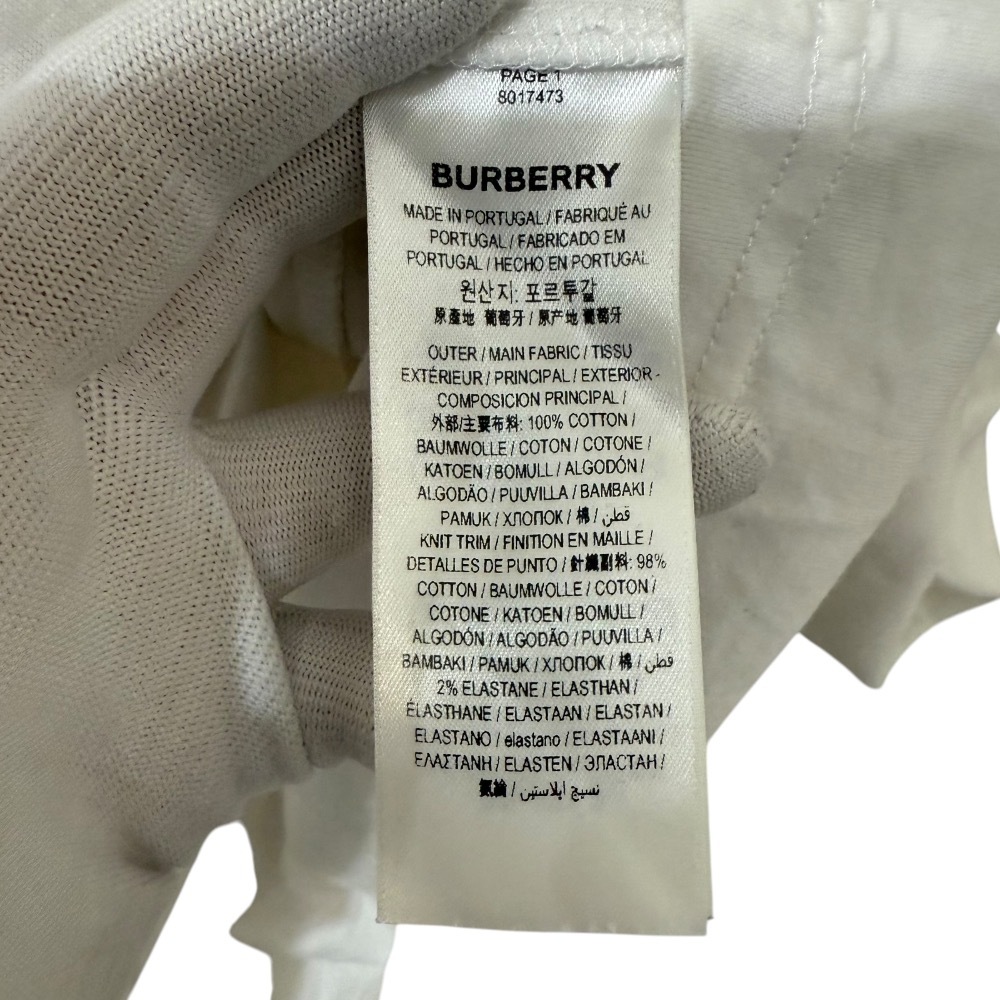 PAGE 1
8017473
BURBERRY
MADE IN PORTUGAL / FABRIQUÉ AU
PORTUGAL / FABRICADO EM
PORTUGAL / HECHO EN PORTUGAL
원산지: 포르투갈
原產地 葡萄牙 / 原产地 葡萄牙
OUTER / MAIN FABRIC / TISSU
EXTÉRIEUR / PRINCIPAL / EXTERIOR -
COMPOSICION PRINCIPAL /
外部/主要布料: 100% COTTON /
BAUMWOLLE / COTON / COTONE /
KATOEN / BOMULL / ALGODÓN /
ALGODÃO / PUUVILLA / BAMBAKI /
PAMUK / ХЛОПОК / 棉 / قطن
KNIT TRIM / FINITION EN MAILLE /
DETALLES DE PUNTO / 針織副料: 98%
COTTON / BAUMWOLLE / COTON /
COTONE / KATOEN / BOMULL /
ALGODÓN / ALGODÃO / PUUVILLA /
BAMBAKI / PAMUK / ХЛОПОК / 棉 / قطن
2% ELASTANE / ELASTHAN /
ÉLASTHANE / ELASTAAN / ELASTAN /
ELASTANO / elastano / ELASTAANI /
ΕΛΑΣΤΑΝΗ / ELASTEN / ЭЛАСТАН /
氨綸 / نسيج ايلاستين